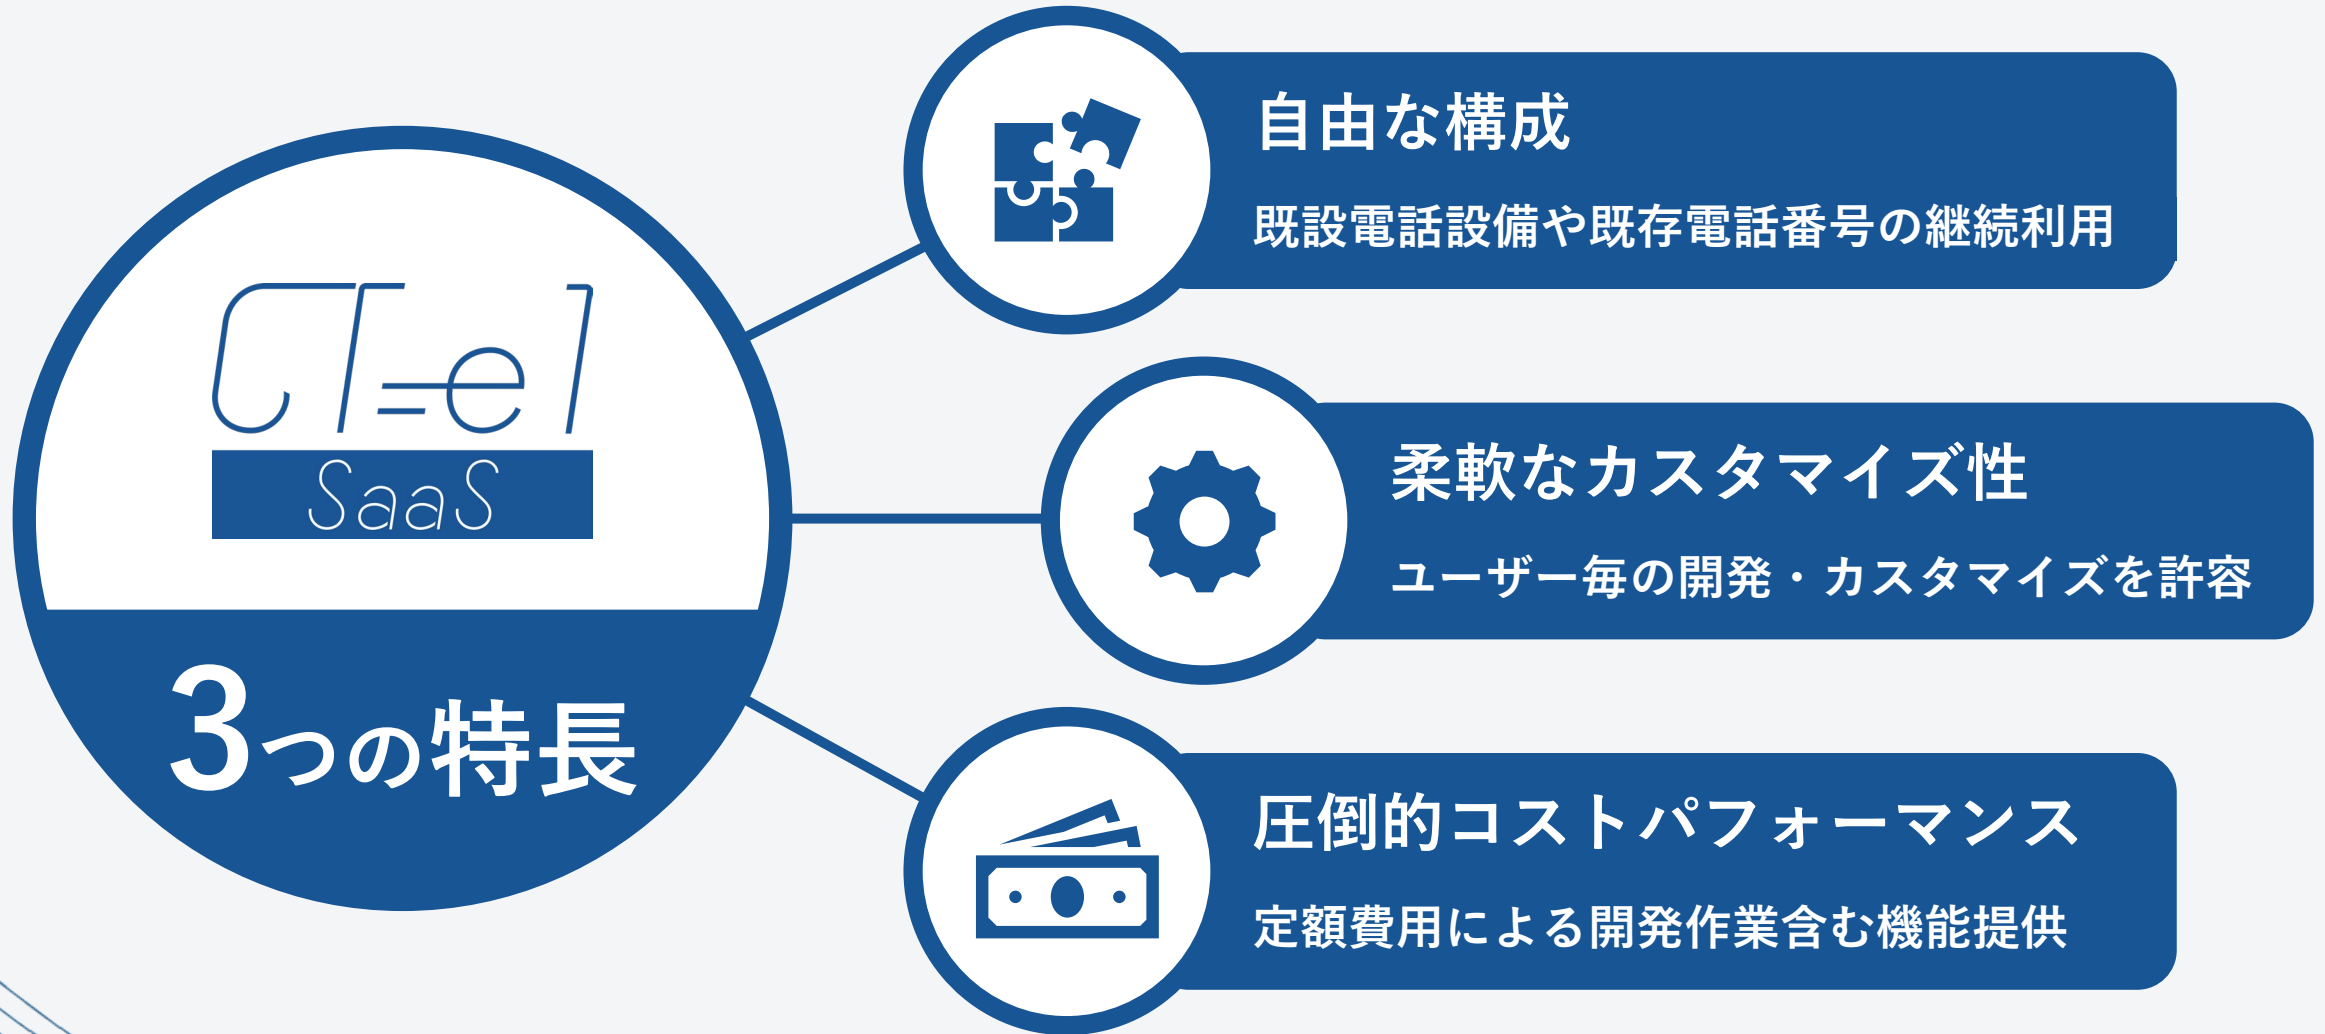 CT=e1
SaaS
3つの特長
自由な構成
既設電話設備や既存電話番号の継続利用
柔軟なカスタマイズ性
ユーザー毎の開発・カスタマイズを許容
圧倒的コストパフォーマンス
定額費用による開発作業含む機能提供